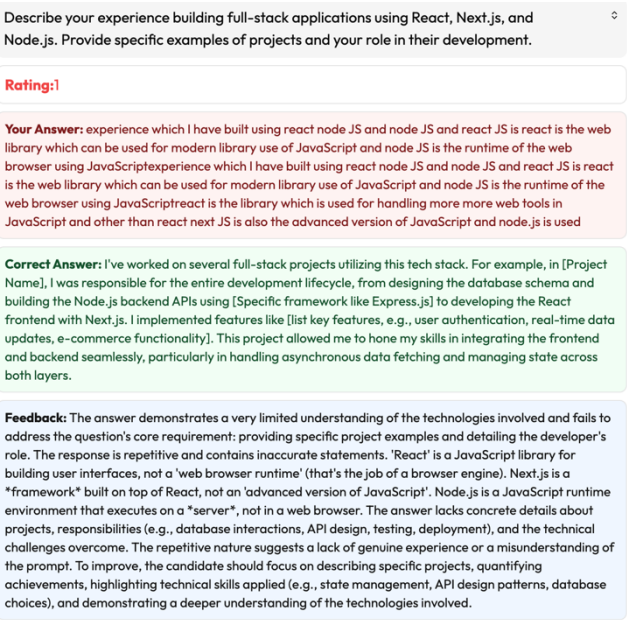 Describe your experience building full-stack applications using React, Next.js, and
Node.js. Provide specific examples of projects and your role in their development.
Rating:1
Your Answer: experience which I have built using react node JS and node JS and react JS is react is the web
library which can be used for modern library use of JavaScript and node JS is the runtime of the web
browser using JavaScriptexperience which I have built using react node JS and node JS and react JS is react
is the web library which can be used for modern library use of JavaScript and node JS is the runtime of the
web browser using JavaScriptreact is the library which is used for handling more more web tools in
JavaScript and other than react next JS is also the advanced version of JavaScript and node.js is used
Correct Answer: I've worked on several full-stack projects utilizing this tech stack. For example, in [Project
Name], I was responsible for the entire development lifecycle, from designing the database schema and
building the Node.js backend APIs using [Specific framework like Express.js] to developing the React
frontend with Next.js. I implemented features like [list key features, e.g., user authentication, real-time data
updates, e-commerce functionality]. This project allowed me to hone my skills in integrating the frontend
and backend seamlessly, particularly in handling asynchronous data fetching and managing state across
both layers.
Feedback: The answer demonstrates a very limited understanding of the technologies involved and fails to
address the question's core requirement: providing specific project examples and detailing the developer's
role. The response is repetitive and contains inaccurate statements. 'React' is a JavaScript library for
building user interfaces, not a 'web browser runtime' (that's the job of a browser engine). Next.js is a
*framework* built on top of React, not an 'advanced version of JavaScript'. Node.js is a JavaScript runtime
environment that executes on a *server*, not in a web browser. The answer lacks concrete details about
projects, responsibilities (e.g., database interactions, API design, testing, deployment), and the technical
challenges overcome. The repetitive nature suggests a lack of genuine experience or a misunderstanding of
the prompt. To improve, the candidate should focus on describing specific projects, quantifying
achievements, highlighting technical skills applied (e.g., state management, API design patterns, database
choices), and demonstrating a deeper understanding of the technologies involved.